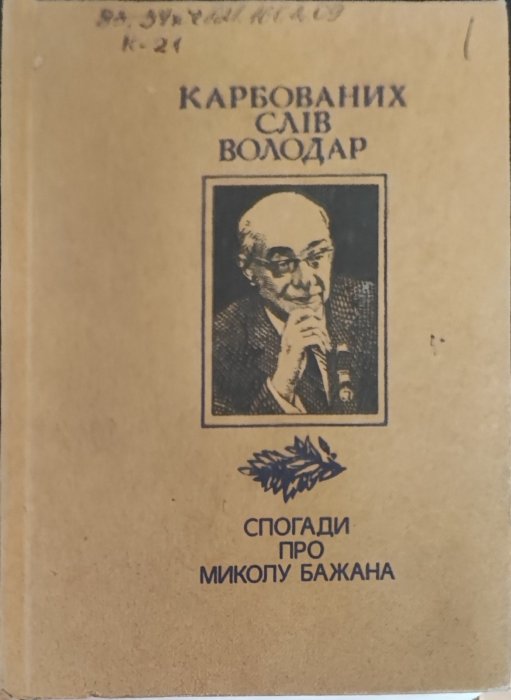 К-21
КАРБОВАНИХ
СЛІВ
ВОЛОДАР
СПОГАДИ
ПРО
МИКОЛУ БАЖАНА